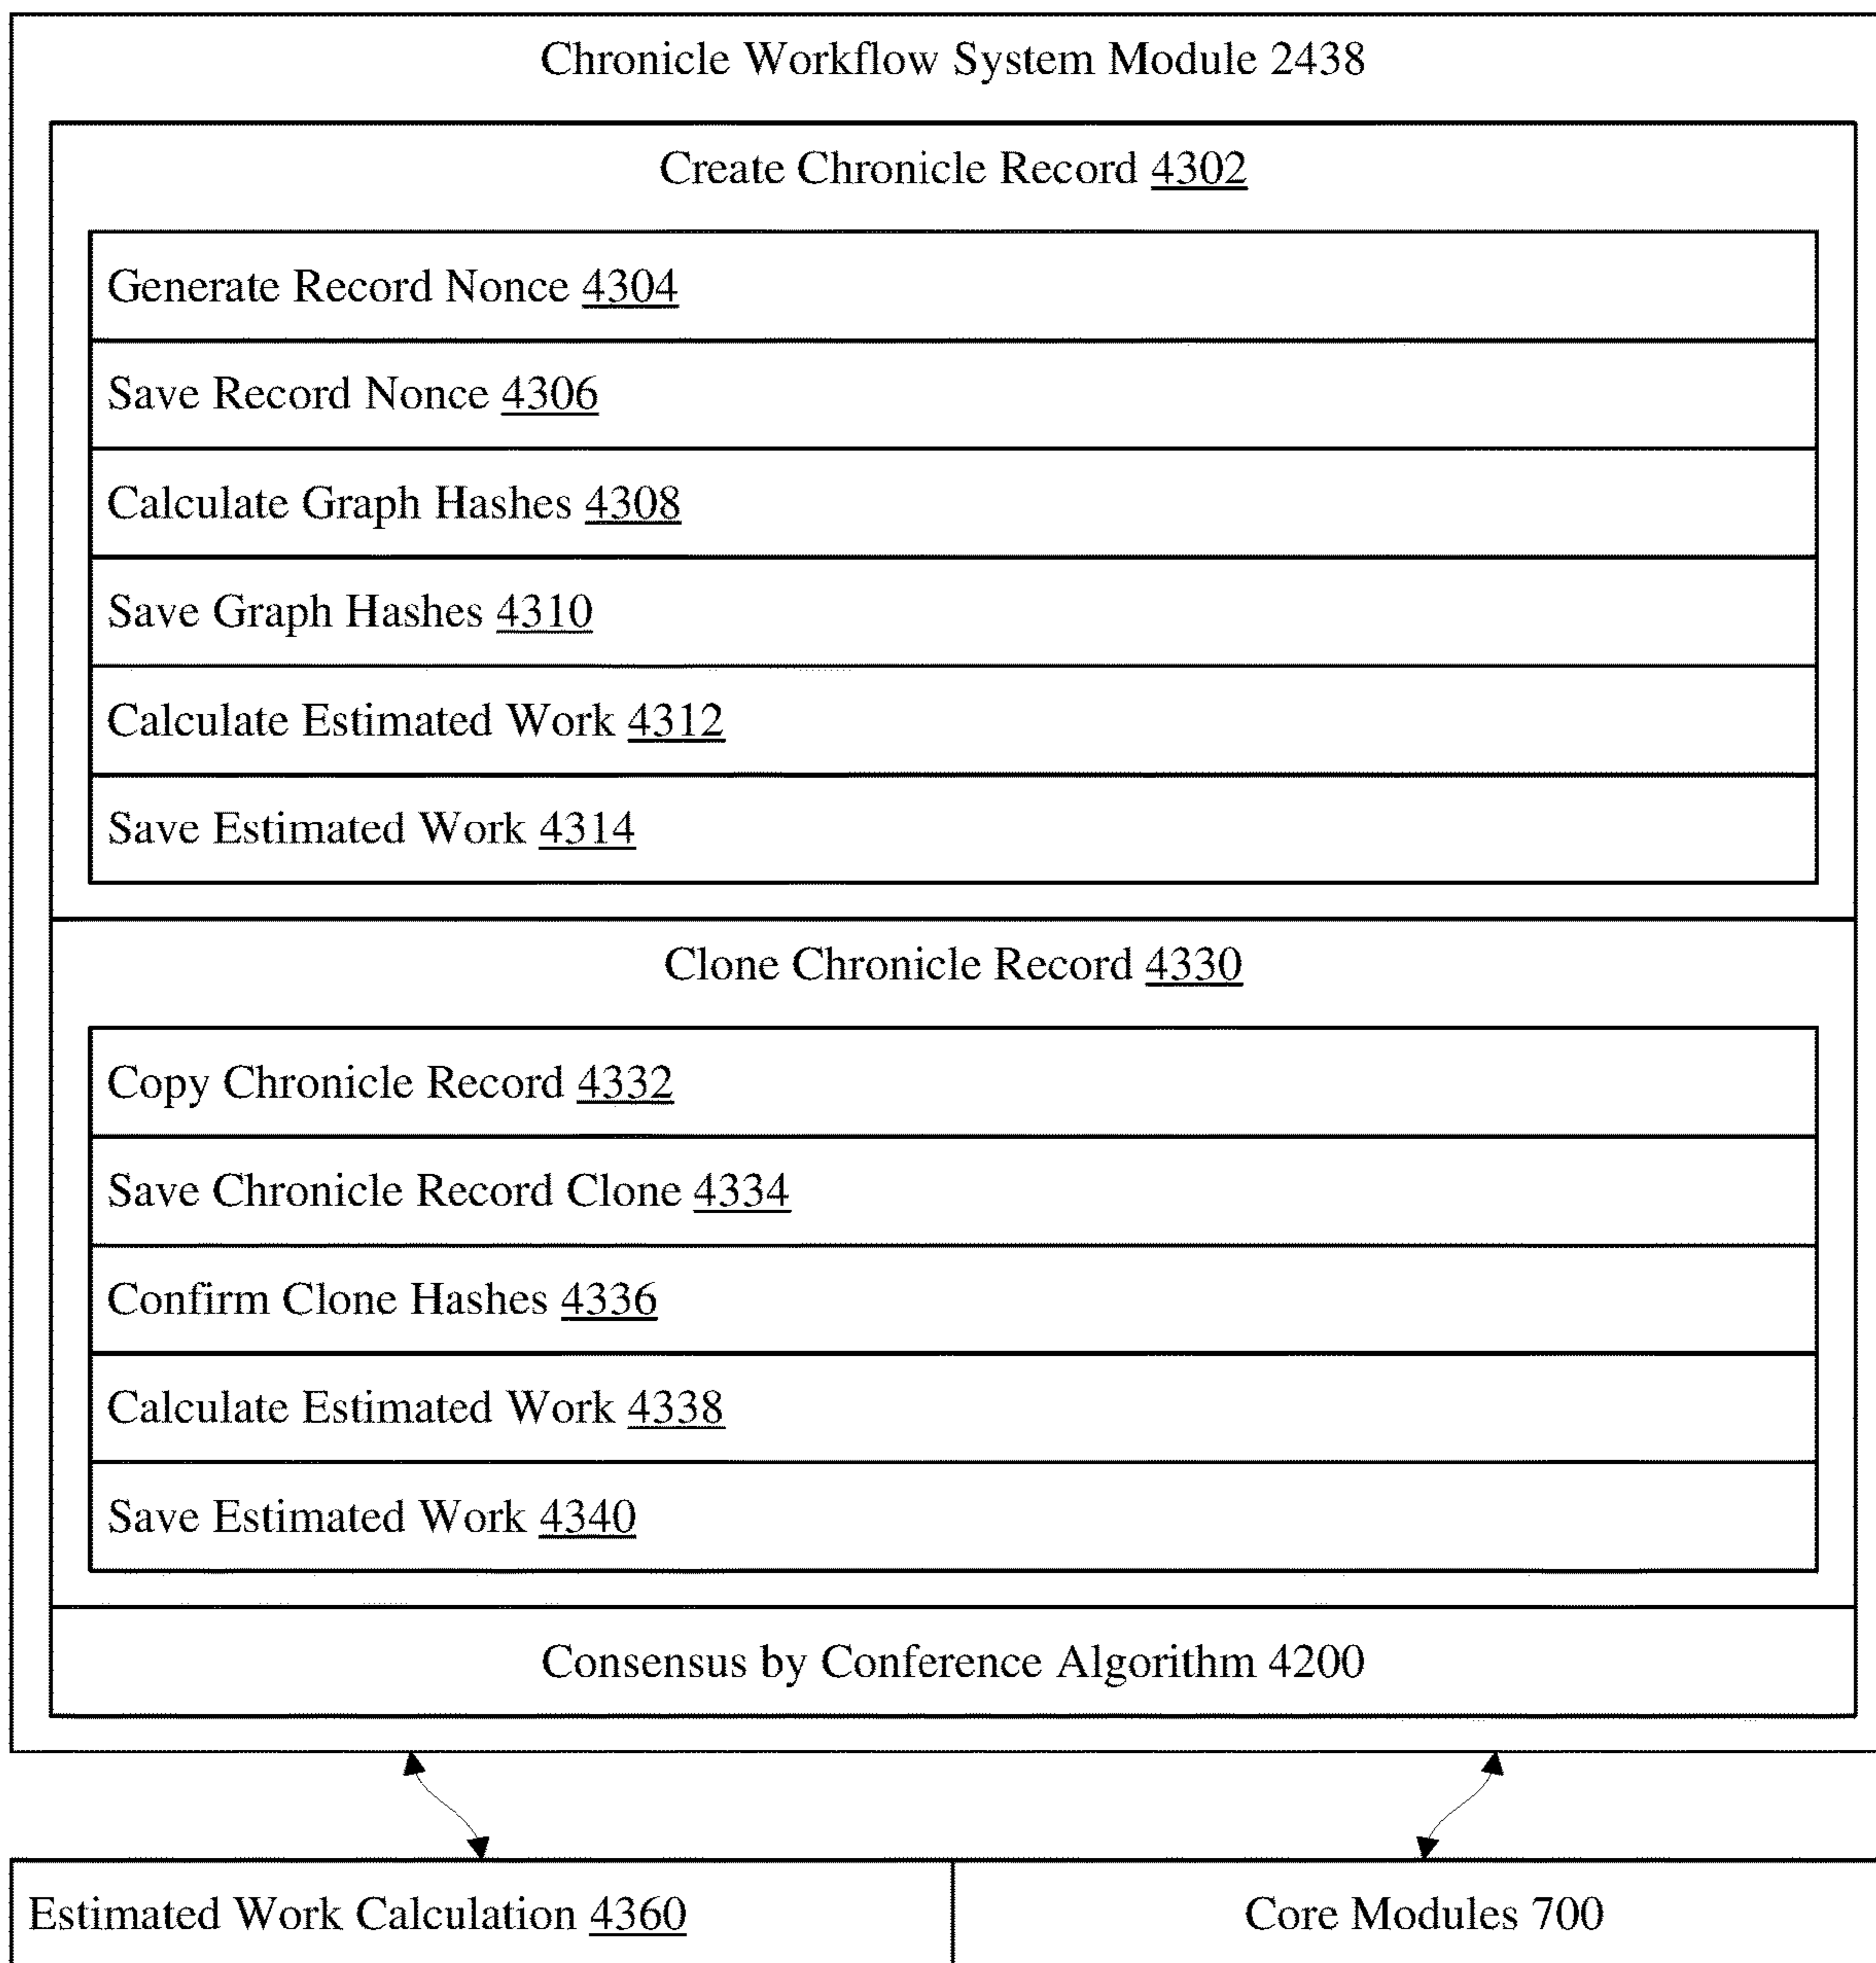 Chronicle Workflow System Module 2438
Create Chronicle Record 4302
Generate Record Nonce 4304
Save Record Nonce 4306
Calculate Graph Hashes 4308
Save Graph Hashes 4310
Calculate Estimated Work 4312
Save Estimated Work 4314
Clone Chronicle Record 4330
Copy Chronicle Record 4332
Save Chronicle Record Clone 4334
Confirm Clone Hashes 4336
Calculate Estimated Work 4338
Save Estimated Work 4340
Consensus by Conference Algorithm 4200
Estimated Work Calculation 4360
Core Modules 700